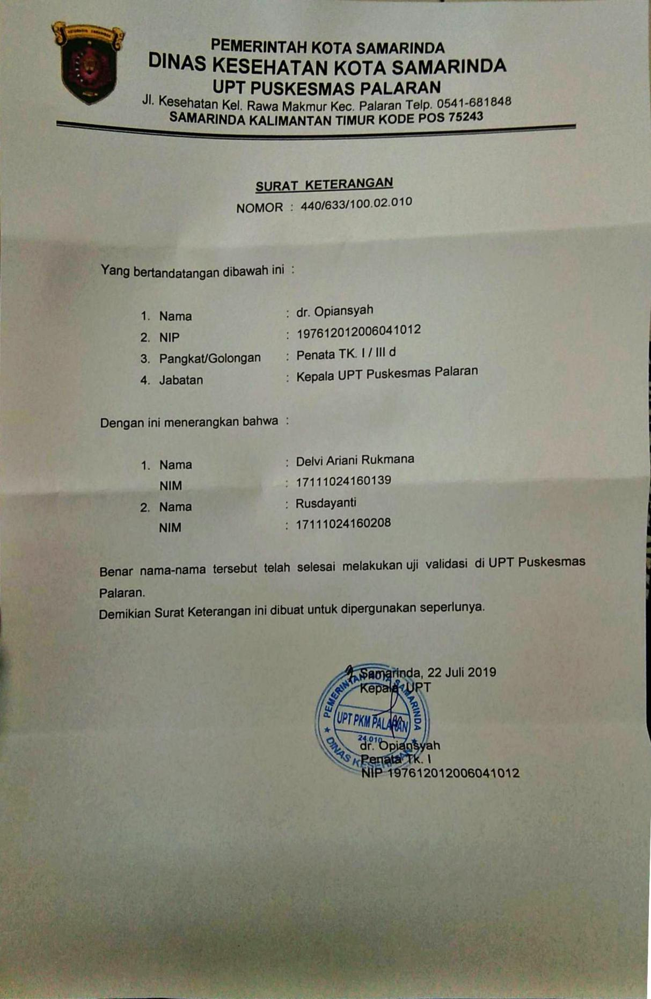 KOTAMADYA SAMARINDA
PEMERINTAH KOTA SAMARINDA
DINAS KESEHATAN KOTA SAMARINDA
UPT PUSKESMAS PALARAN
Jl. Kesehatan Kel. Rawa Makmur Kec. Palaran Telp. 0541-681848
SAMARINDA KALIMANTAN TIMUR KODE POS 75243
SURAT KETERANGAN
NOMOR : 440/633/100.02.010
Yang bertandatangan dibawah ini :
1. Nama : dr. Opiansyah
2. NIP : 197612012006041012
3. Pangkat/Golongan : Penata TK. I / III d
4. Jabatan : Kepala UPT Puskesmas Palaran
Dengan ini menerangkan bahwa :
1. Nama : Delvi Ariani Rukmana
NIM : 17111024160139
2. Nama : Rusdayanti
NIM : 17111024160208
Benar nama-nama tersebut telah selesai melakukan uji validasi di UPT Puskesmas
Palaran.
Demikian Surat Keterangan ini dibuat untuk dipergunakan seperlunya.
Samarinda, 22 Juli 2019
Kepala UPT
PEMERINTAH KOTA SAMARINDA
UPT PKM PALARAN
24.010
DINAS KESEHATAN
dr. Opiansyah
Penata Tk. I
NIP 197612012006041012